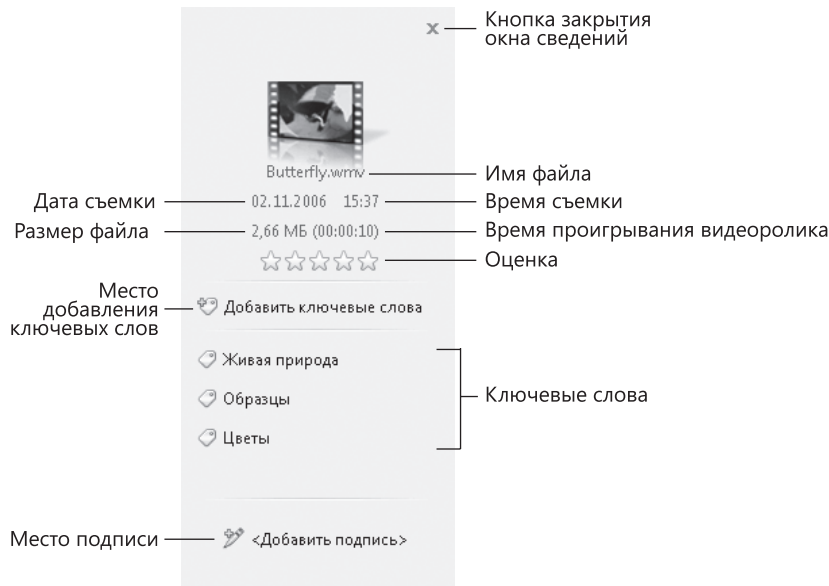 Кнопка закрытия
окна сведений
x
Butterfly.wmv
Имя файла
Дата съемки
02.11.2006 15:37
Время съемки
Размер файла
2,66 МБ (00:00:10)
Время проигрывания видеоролика
Оценка
Место
добавления
ключевых слов
Добавить ключевые слова
Живая природа
Образцы
Цветы
Ключевые слова
Место подписи
<Добавить подпись>